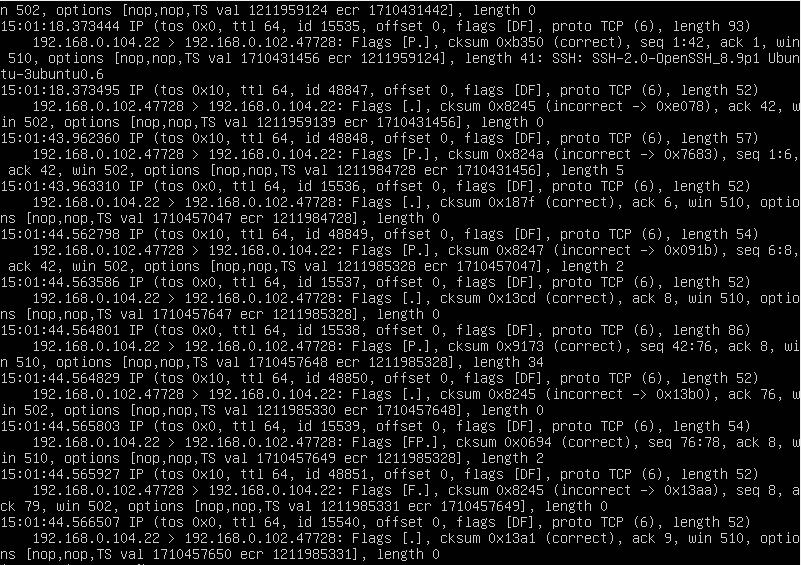 n 502, options [nop,nop,TS val 1211959124 ecr 1710431442], length 0
15:01:18.373444 IP (tos 0x0, ttl 64, id 15535, offset 0, flags [DF], proto TCP (6), length 93)
    192.168.0.104.22 > 192.168.0.102.47728: Flags [P.], cksum 0xb350 (correct), seq 1:42, ack 1, win
 510, options [nop,nop,TS val 1710431456 ecr 1211959124], length 41: SSH: SSH-2.0-OpenSSH_8.9p1 Ubun
tu-3ubuntu0.6
15:01:18.373495 IP (tos 0x10, ttl 64, id 48847, offset 0, flags [DF], proto TCP (6), length 52)
    192.168.0.102.47728 > 192.168.0.104.22: Flags [.], cksum 0x8245 (incorrect -> 0xe078), ack 42, w
in 502, options [nop,nop,TS val 1211959139 ecr 1710431456], length 0
15:01:43.962360 IP (tos 0x10, ttl 64, id 48848, offset 0, flags [DF], proto TCP (6), length 57)
    192.168.0.102.47728 > 192.168.0.104.22: Flags [P.], cksum 0x824a (incorrect -> 0x7683), seq 1:6,
 ack 42, win 502, options [nop,nop,TS val 1211984728 ecr 1710431456], length 5
15:01:43.963310 IP (tos 0x0, ttl 64, id 15536, offset 0, flags [DF], proto TCP (6), length 52)
    192.168.0.104.22 > 192.168.0.102.47728: Flags [.], cksum 0x187f (correct), ack 6, win 510, optio
ns [nop,nop,TS val 1710457047 ecr 1211984728], length 0
15:01:44.562798 IP (tos 0x10, ttl 64, id 48849, offset 0, flags [DF], proto TCP (6), length 54)
    192.168.0.102.47728 > 192.168.0.104.22: Flags [P.], cksum 0x8247 (incorrect -> 0x091b), seq 6:8,
 ack 42, win 502, options [nop,nop,TS val 1211985328 ecr 1710457047], length 2
15:01:44.563586 IP (tos 0x0, ttl 64, id 15537, offset 0, flags [DF], proto TCP (6), length 52)
    192.168.0.104.22 > 192.168.0.102.47728: Flags [.], cksum 0x13cd (correct), ack 8, win 510, optio
ns [nop,nop,TS val 1710457647 ecr 1211985328], length 0
15:01:44.564801 IP (tos 0x0, ttl 64, id 15538, offset 0, flags [DF], proto TCP (6), length 86)
    192.168.0.104.22 > 192.168.0.102.47728: Flags [P.], cksum 0x9173 (correct), seq 42:76, ack 8, wi
n 510, options [nop,nop,TS val 1710457648 ecr 1211985328], length 34
15:01:44.564829 IP (tos 0x10, ttl 64, id 48850, offset 0, flags [DF], proto TCP (6), length 52)
    192.168.0.102.47728 > 192.168.0.104.22: Flags [.], cksum 0x8245 (incorrect -> 0x13b0), ack 76, w
in 502, options [nop,nop,TS val 1211985330 ecr 1710457648], length 0
15:01:44.565803 IP (tos 0x0, ttl 64, id 15539, offset 0, flags [DF], proto TCP (6), length 54)
    192.168.0.104.22 > 192.168.0.102.47728: Flags [FP.], cksum 0x0694 (correct), seq 76:78, ack 8, w
in 510, options [nop,nop,TS val 1710457649 ecr 1211985328], length 2
15:01:44.565927 IP (tos 0x10, ttl 64, id 48851, offset 0, flags [DF], proto TCP (6), length 52)
    192.168.0.102.47728 > 192.168.0.104.22: Flags [F.], cksum 0x8245 (incorrect -> 0x13aa), seq 8, a
ck 79, win 502, options [nop,nop,TS val 1211985331 ecr 1710457649], length 0
15:01:44.566507 IP (tos 0x0, ttl 64, id 15540, offset 0, flags [DF], proto TCP (6), length 52)
    192.168.0.104.22 > 192.168.0.102.47728: Flags [.], cksum 0x13a1 (correct), ack 9, win 510, optio
ns [nop,nop,TS val 1710457650 ecr 1211985331], length 0